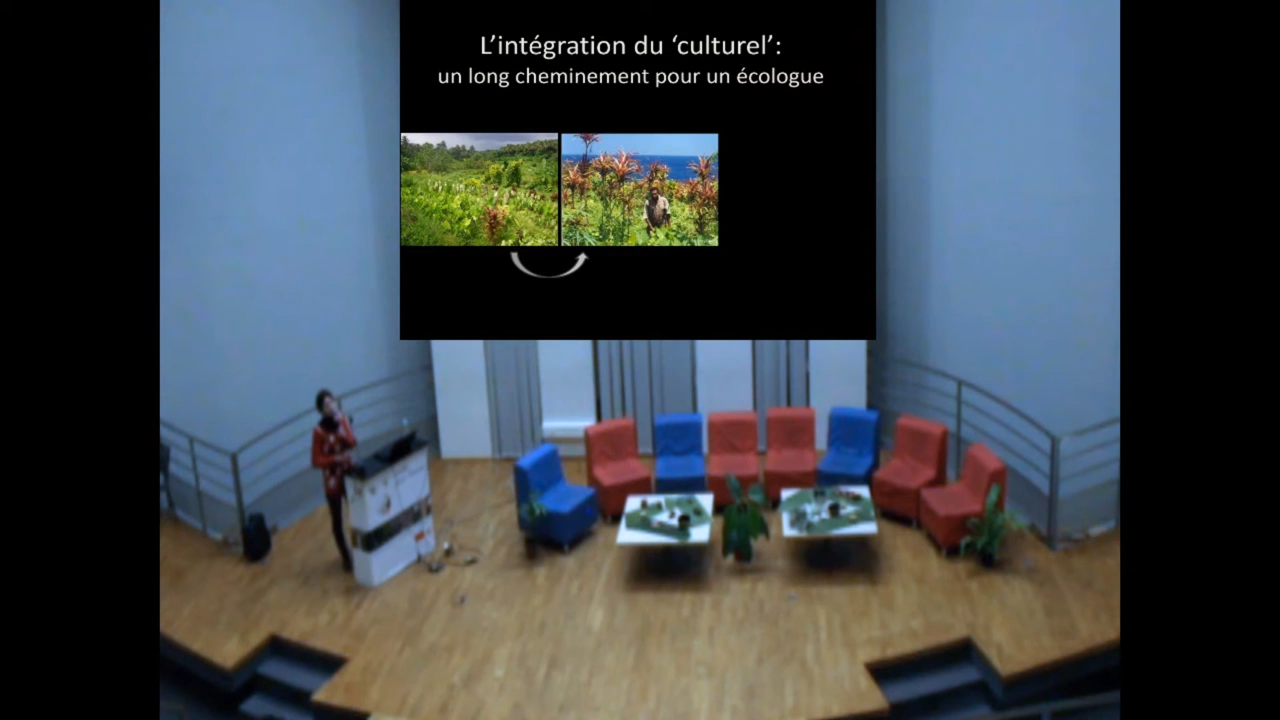 L'intégration du ‘culturel’:
un long cheminement pour un écologue